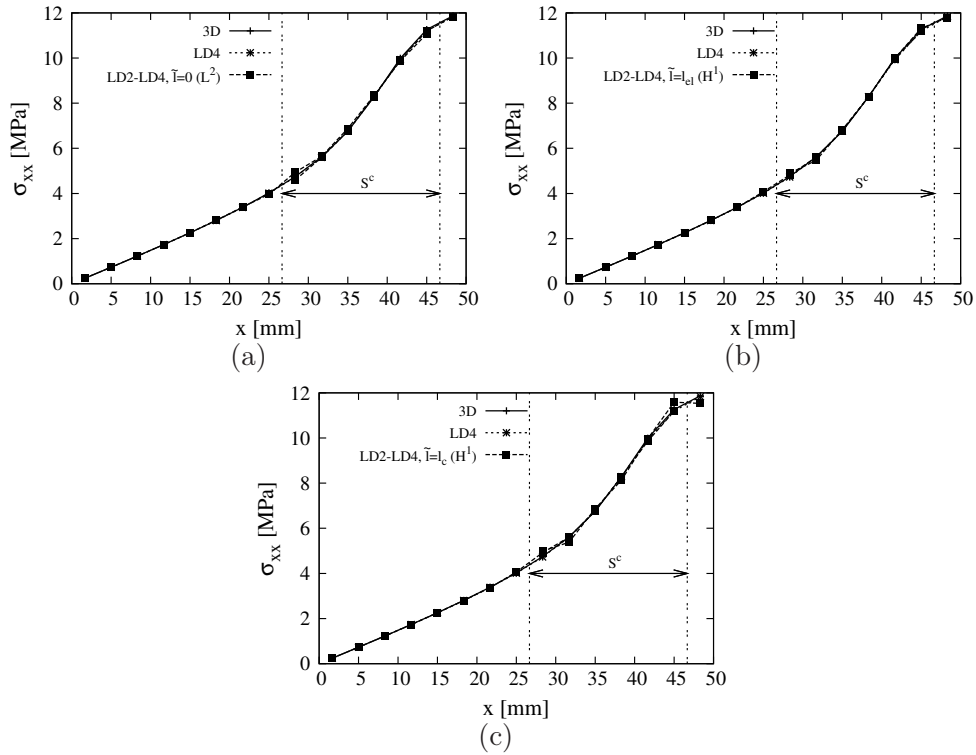 12
10
8
6
4
2
0
σxx [MPa]
3D
LD4
LD2-LD4, l̃=0 (L²)
Sᶜ
0 5 10 15 20 25 30 35 40 45 50
x [mm]
(a)
12
10
8
6
4
2
0
σxx [MPa]
3D
LD4
LD2-LD4, l̃=lel (H¹)
Sᶜ
0 5 10 15 20 25 30 35 40 45 50
x [mm]
(b)
12
10
8
6
4
2
0
σxx [MPa]
3D
LD4
LD2-LD4, l̃=lc (H¹)
Sᶜ
0 5 10 15 20 25 30 35 40 45 50
x [mm]
(c)